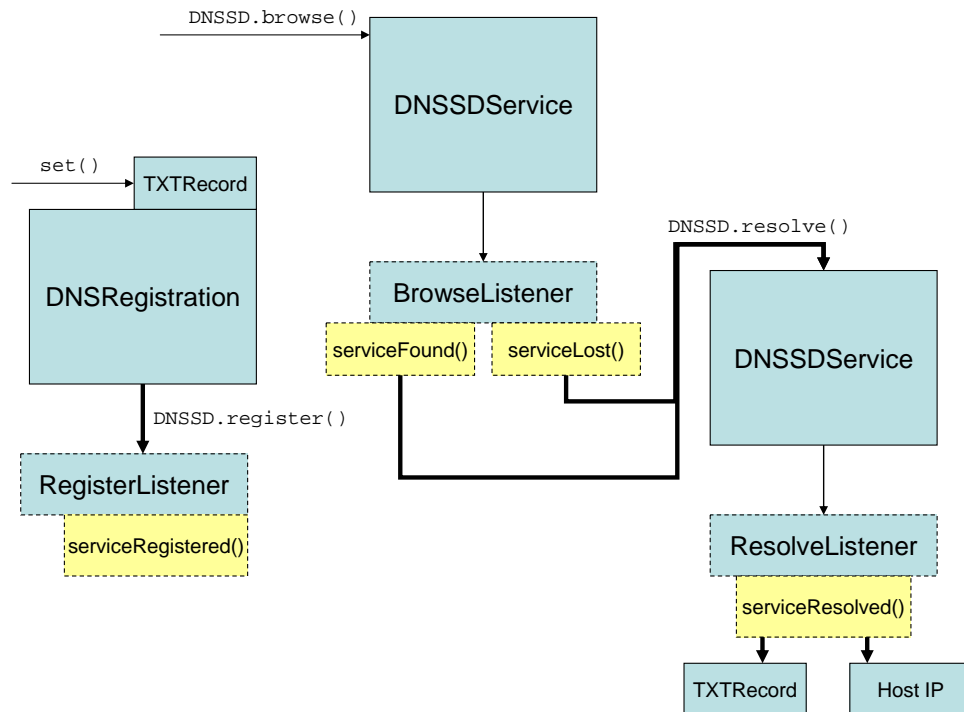 DNSSD.browse()
DNSSDService
set()
TXTRecord
DNSRegistration
DNSSD.resolve()
BrowseListener
serviceFound()
serviceLost()
DNSSDService
DNSSD.register()
RegisterListener
serviceRegistered()
ResolveListener
serviceResolved()
TXTRecord
Host IP